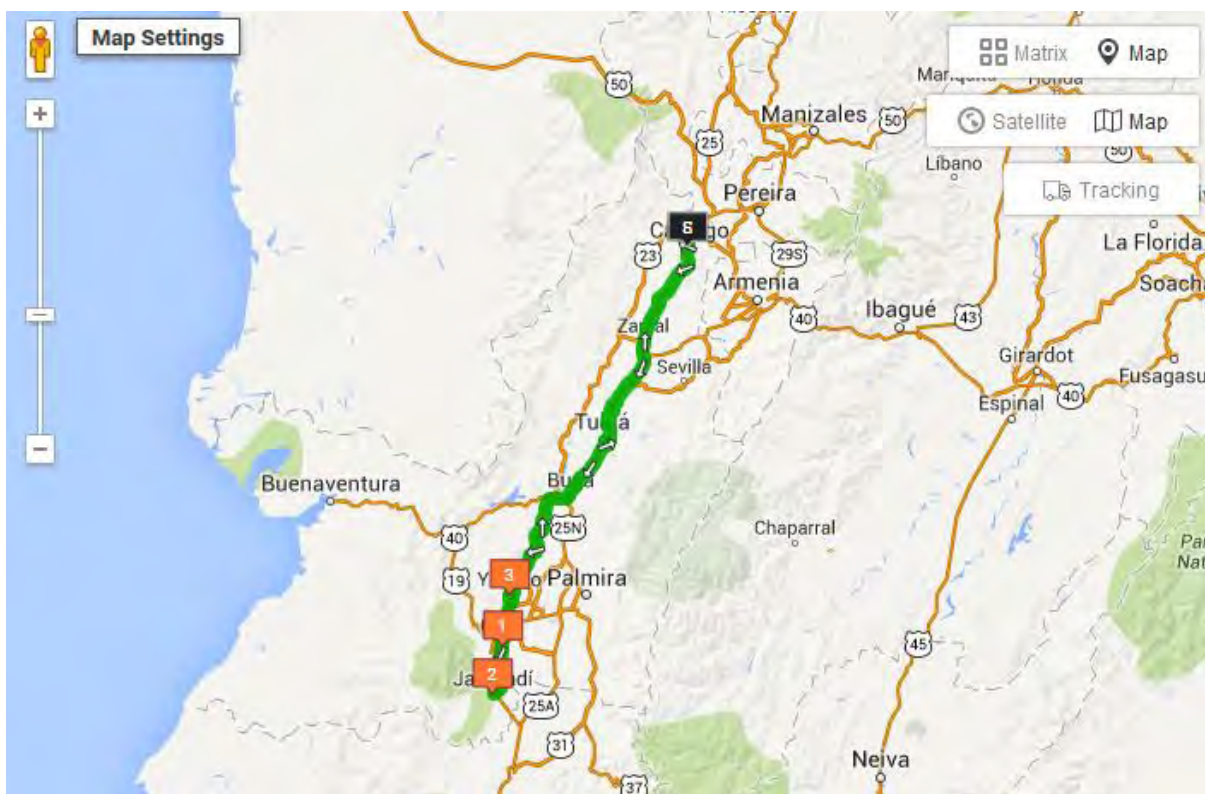 Map Settings
Matrix
Map
Satellite
Map
Tracking
50
25
Manizales
50
50
Líbano
Pereira
La Florida
6
23
29S
Armenia
40
Ibagué
43
Soacha
Sevilla
Girardot
40
Fusagasu
Espinal
Buenaventura
40
25N
Chaparral
19
3
Palmira
1
2
25A
45
31
Neiva
37